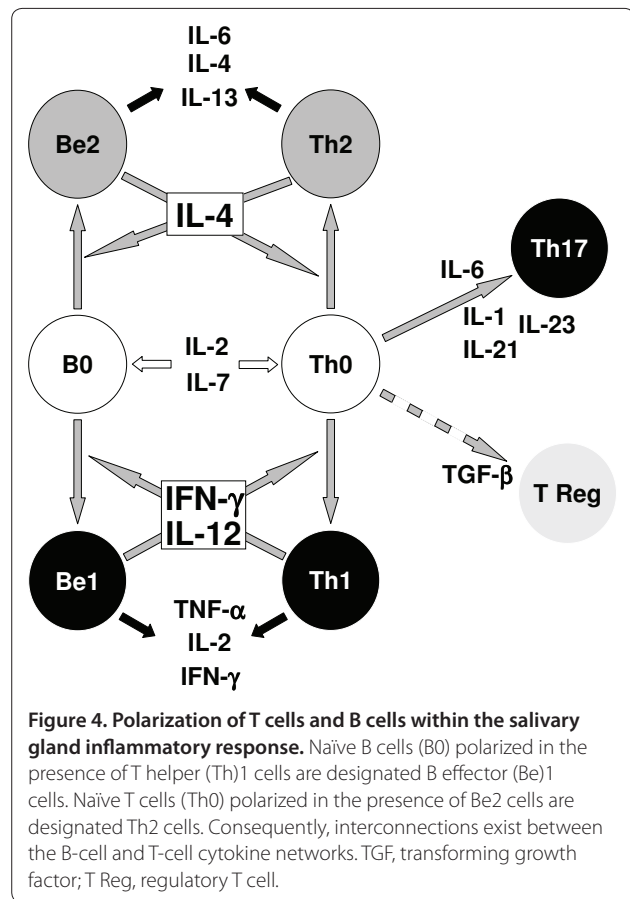 IL-6
IL-4
IL-13
Be2
Th2
IL-4
Th17
IL-6
IL-1
IL-23
IL-21
B0
IL-2
IL-7
Th0
TGF-β
T Reg
IFN-γ
IL-12
Be1
Th1
TNF-α
IL-2
IFN-γ
Figure 4. Polarization of T cells and B cells within the salivary
gland inflammatory response. Naïve B cells (B0) polarized in the
presence of T helper (Th)1 cells are designated B effector (Be)1
cells. Naïve T cells (Th0) polarized in the presence of Be2 cells are
designated Th2 cells. Consequently, interconnections exist between
the B-cell and T-cell cytokine networks. TGF, transforming growth
factor; T Reg, regulatory T cell.